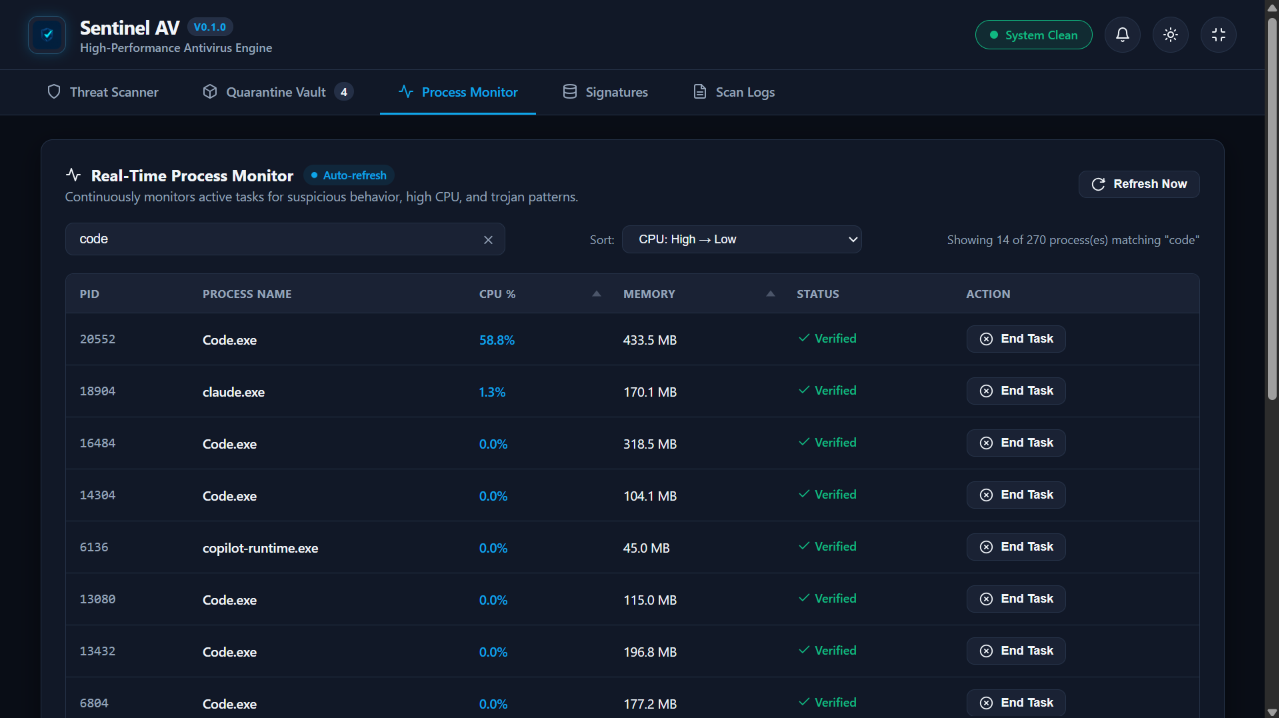 Sentinel AV V0.1.0
High-Performance Antivirus Engine
System Clean
Threat Scanner Quarantine Vault 4 Process Monitor Signatures Scan Logs
Real-Time Process Monitor Auto-refresh
Continuously monitors active tasks for suspicious behavior, high CPU, and trojan patterns.
Refresh Now
code Sort: CPU: High → Low Showing 14 of 270 process(es) matching "code"
PID PROCESS NAME CPU % MEMORY STATUS ACTION
20552 Code.exe 58.8% 433.5 MB Verified End Task
18904 claude.exe 1.3% 170.1 MB Verified End Task
16484 Code.exe 0.0% 318.5 MB Verified End Task
14304 Code.exe 0.0% 104.1 MB Verified End Task
6136 copilot-runtime.exe 0.0% 45.0 MB Verified End Task
13080 Code.exe 0.0% 115.0 MB Verified End Task
13432 Code.exe 0.0% 196.8 MB Verified End Task
6804 Code.exe 0.0% 177.2 MB Verified End Task